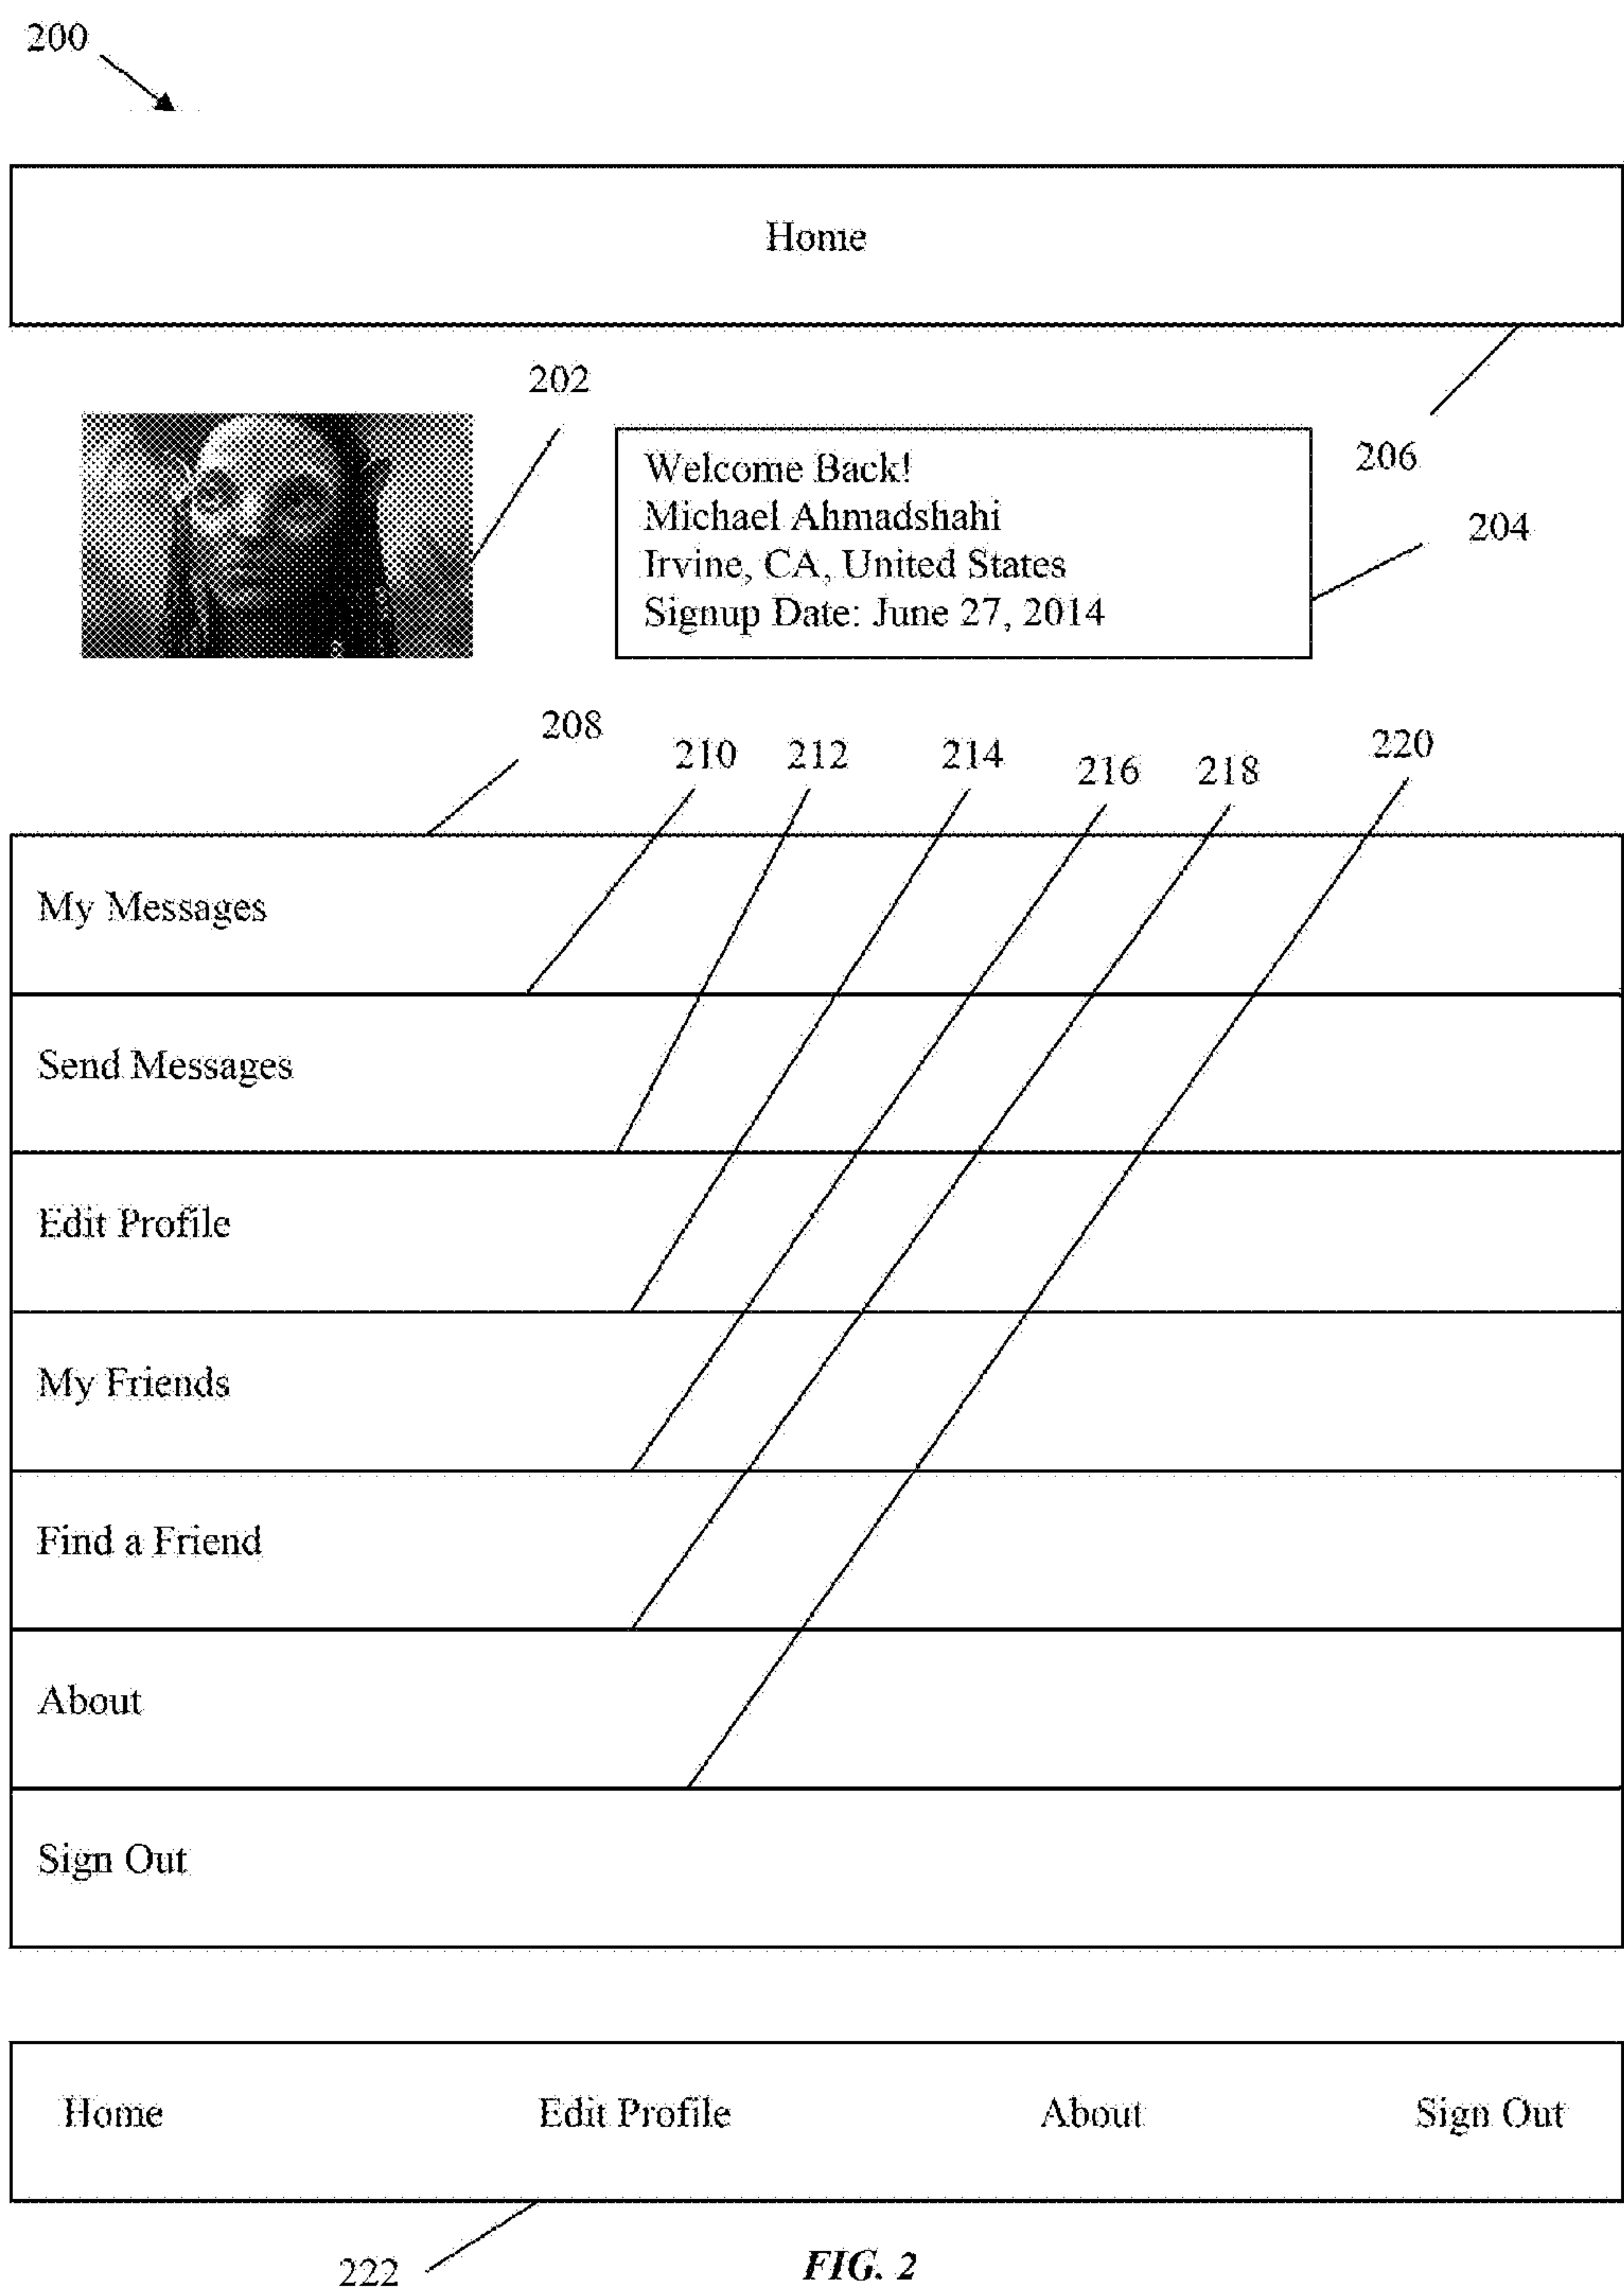 200
Home
202
206
Welcome Back!
Michael Ahmadshahi
Irvine, CA, United States
Signup Date: June 27, 2014
204
208
210
212
214
216
218
220
My Messages
Send Messages
Edit Profile
My Friends
Find a Friend
About
Sign Out
Home Edit Profile About Sign Out
222
FIG. 2